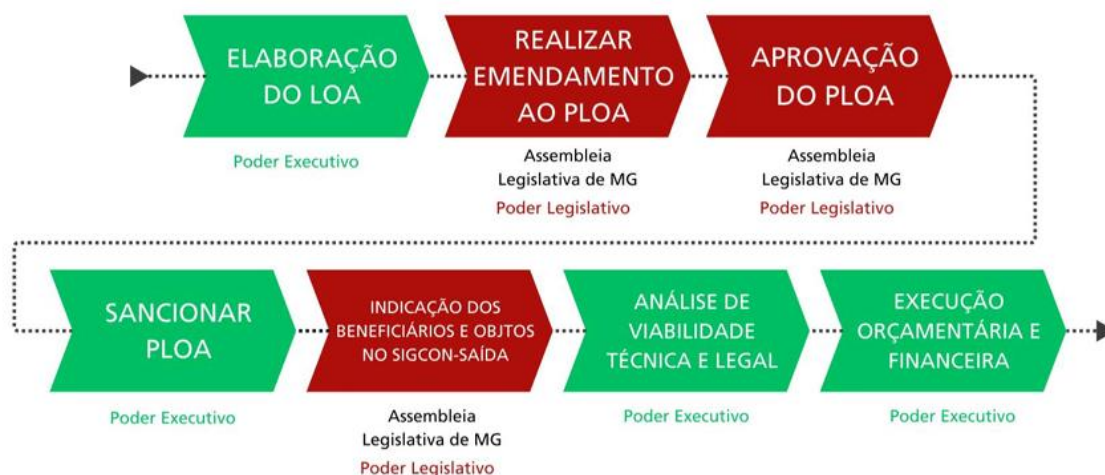 ELABORAÇÃO
DO LOA
Poder Executivo
REALIZAR
EMENDAMENTO
AO PLOA
Assembleia
Legislativa de MG
Poder Legislativo
APROVAÇÃO
DO PLOA
Assembleia
Legislativa de MG
Poder Legislativo
SANCIONAR
PLOA
Poder Executivo
INDICAÇÃO DOS
BENEFICIÁRIOS E OBJTOS
NO SIGCON-SAÍDA
Assembleia
Legislativa de MG
Poder Legislativo
ANÁLISE DE
VIABILIDADE
TÉCNICA E LEGAL
Poder Executivo
EXECUÇÃO
ORÇAMENTÁRIA E
FINANCEIRA
Poder Executivo